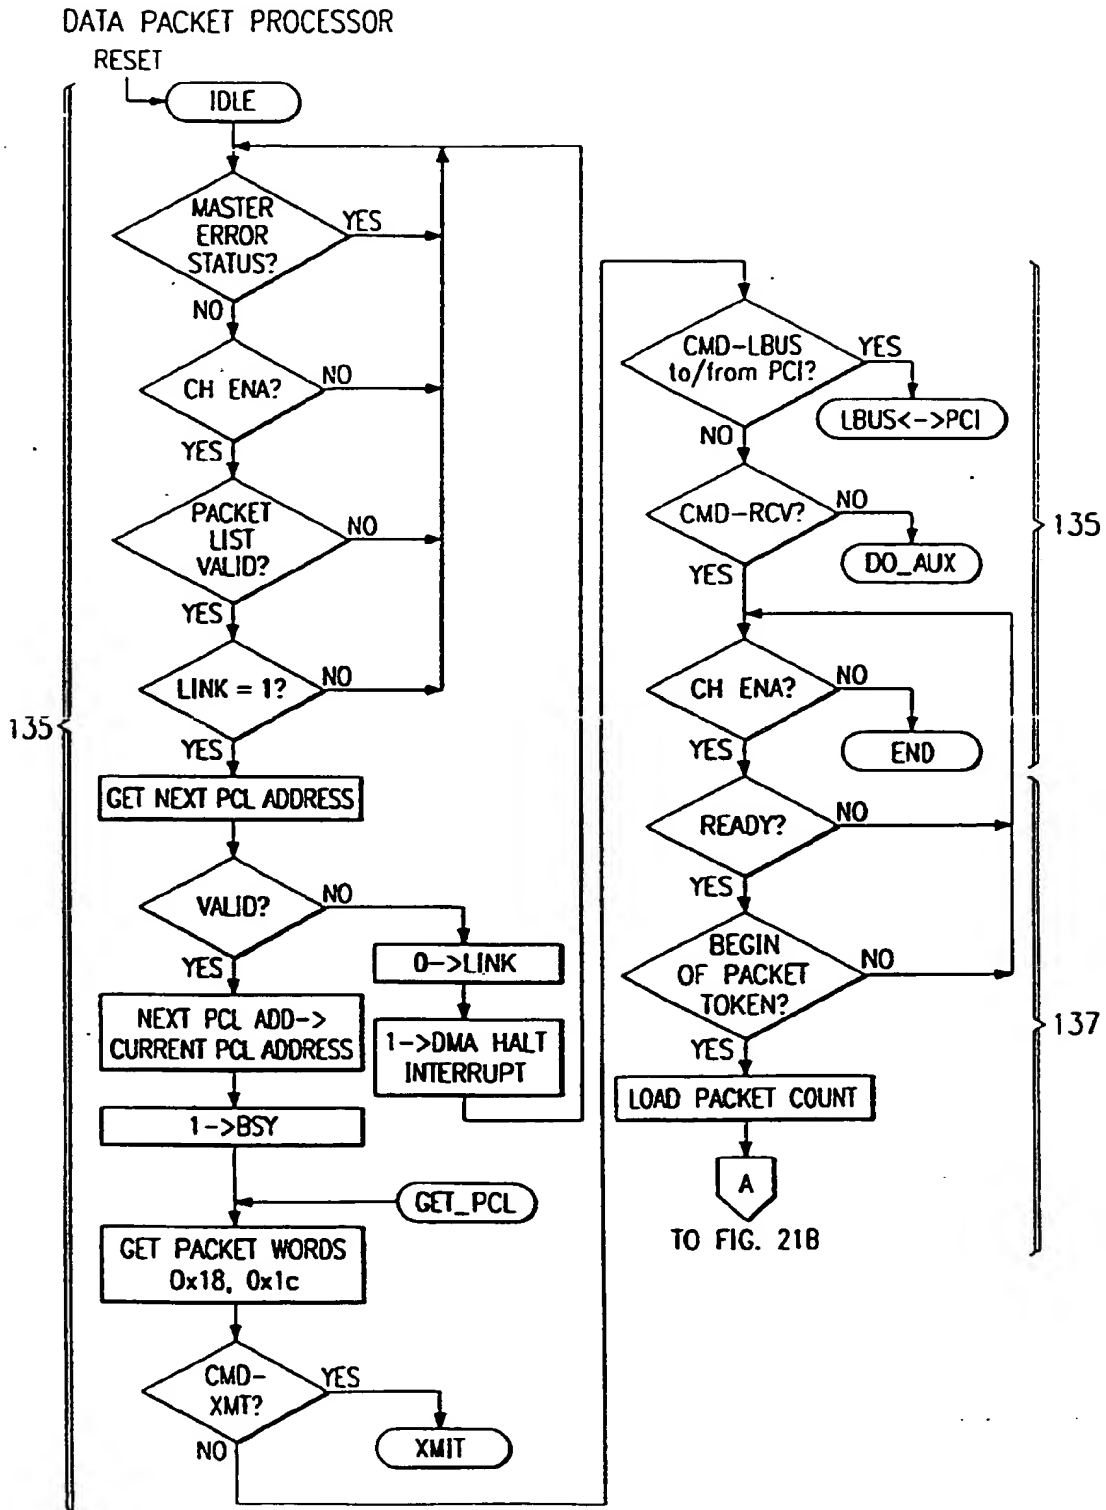 DATA PACKET PROCESSOR
RESET
IDLE
MASTER
ERROR
STATUS?
YES
NO
CH ENA?
NO
YES
PACKET
LIST
VALID?
NO
YES
LINK = 1?
NO
YES
135
GET NEXT PCL ADDRESS
VALID?
NO
YES
0->LINK
NEXT PCL ADD->
CURRENT PCL ADDRESS
1->DMA HALT
INTERRUPT
1->BSY
GET_PCL
GET PACKET WORDS
0x18, 0x1c
CMD-
XMT?
YES
XMIT
NO
CMD-LBUS
to/from PCI?
YES
LBUS<->PCI
NO
CMD-RCV?
NO
DO_AUX
YES
135
CH ENA?
NO
END
YES
READY?
NO
YES
BEGIN
OF PACKET
TOKEN?
NO
YES
137
LOAD PACKET COUNT
A
TO FIG. 21B